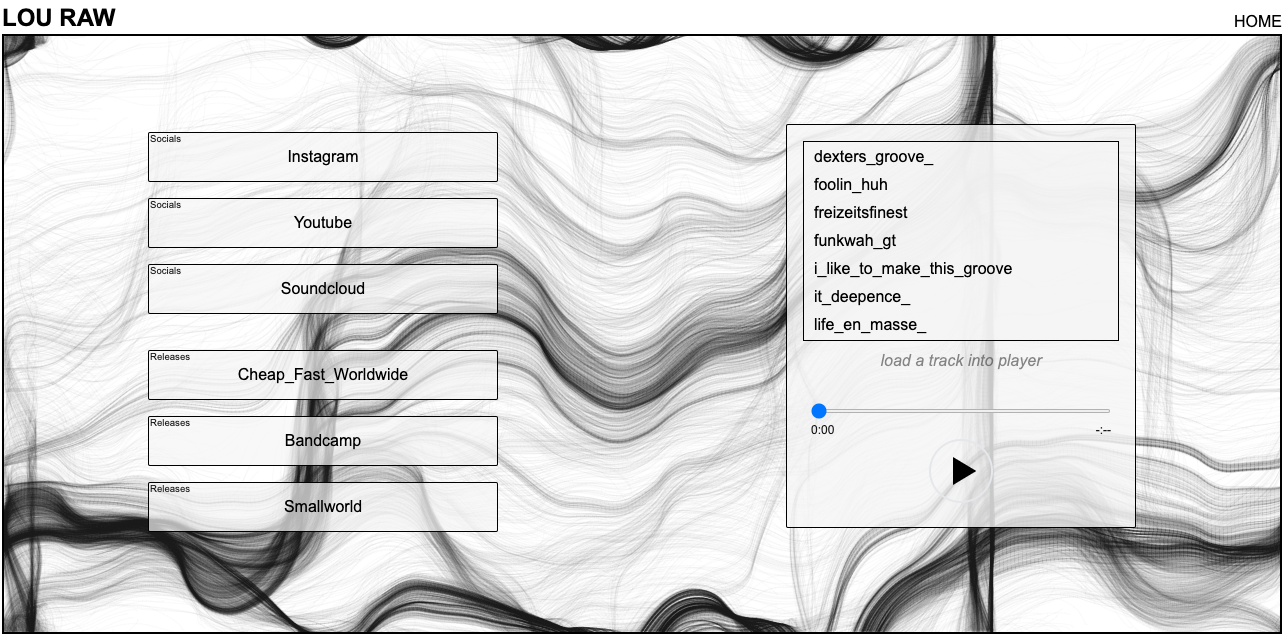 LOU RAW
HOME
Socials
Instagram
Socials
Youtube
Socials
Soundcloud
Releases
Cheap_Fast_Worldwide
Releases
Bandcamp
Releases
Smallworld
dexters_groove_
foolin_huh
freizeitsfinest
funkwah_gt
i_like_to_make_this_groove
it_deepence_
life_en_masse_
load a track into player
0:00
-:--